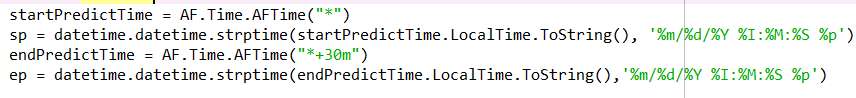 startPredictTime = AF.Time.AFTime("*")
sp = datetime.datetime.strptime(startPredictTime.LocalTime.ToString(), '%m/%d/%Y %I:%M:%S %p')
endPredictTime = AF.Time.AFTime("*+30m")
ep = datetime.datetime.strptime(endPredictTime.LocalTime.ToString(),'%m/%d/%Y %I:%M:%S %p')